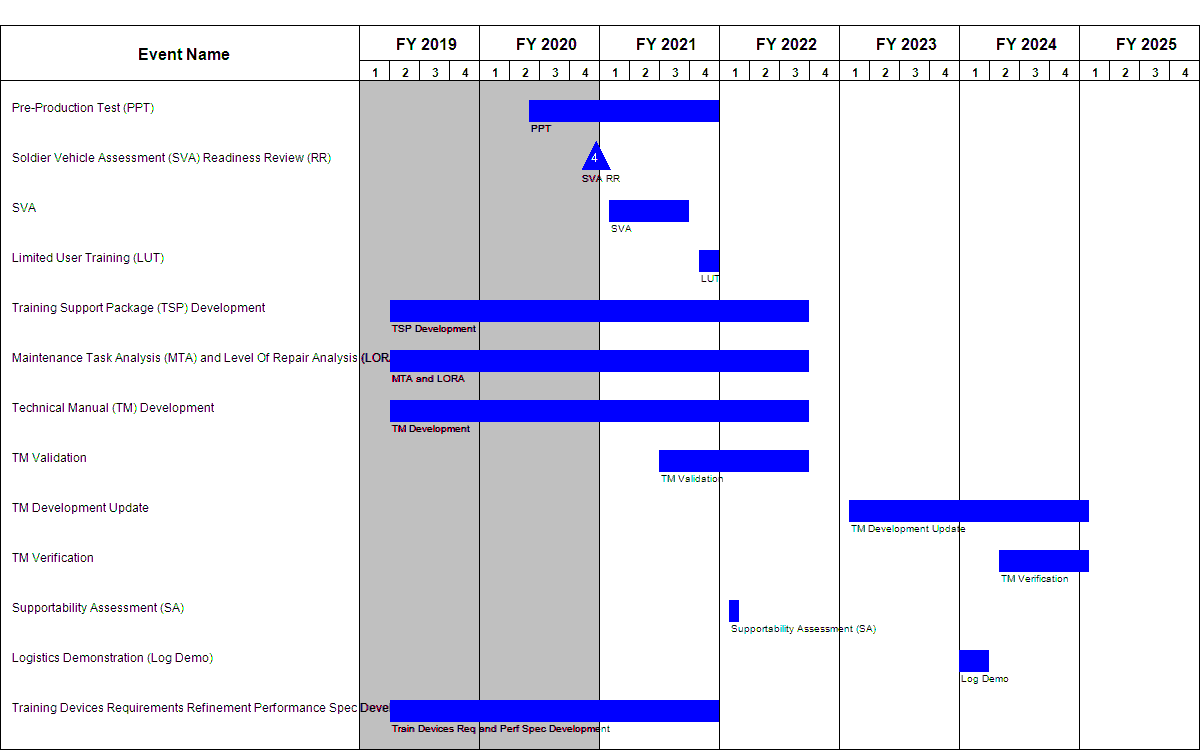 Event Name FY 2019 FY 2020 FY 2021 FY 2022 FY 2023 FY 2024 FY 2025
1 2 3 4 1 2 3 4 1 2 3 4 1 2 3 4 1 2 3 4 1 2 3 4 1 2 3 4
Pre-Production Test (PPT)
PPT
Soldier Vehicle Assessment (SVA) Readiness Review (RR) 4
SVA RR
SVA
SVA
Limited User Training (LUT)
LUT
Training Support Package (TSP) Development
TSP Development
Maintenance Task Analysis (MTA) and Level Of Repair Analysis (LORA
MTA and LORA
Technical Manual (TM) Development
TM Development
TM Validation
TM Validation
TM Development Update
TM Development Update
TM Verification
TM Verification
Supportability Assessment (SA)
Supportability Assessment (SA)
Logistics Demonstration (Log Demo)
Log Demo
Training Devices Requirements Refinement Performance Spec Devel
Train Devices Req and Perf Spec Development